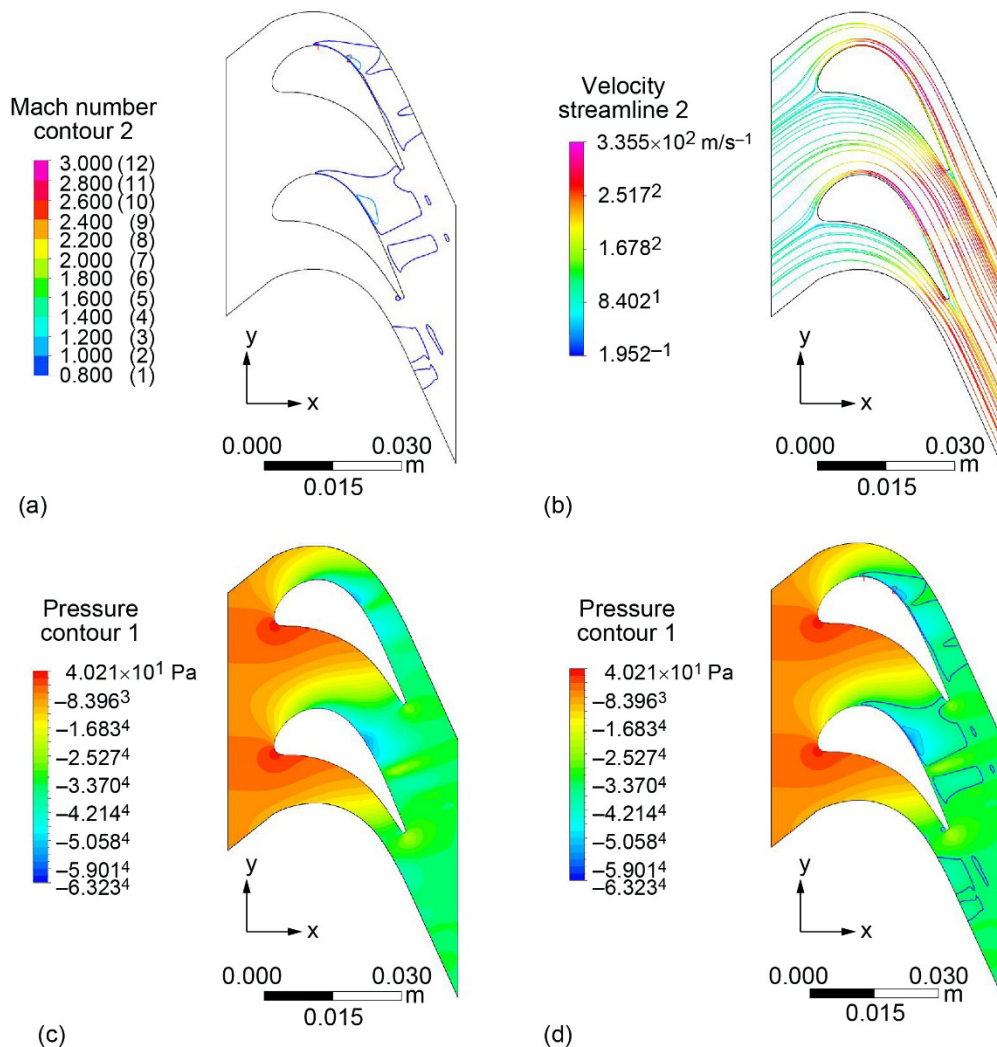 Mach number
contour 2
3.000 (12)
2.800 (11)
2.600 (10)
2.400 (9)
2.200 (8)
2.000 (7)
1.800 (6)
1.600 (5)
1.400 (4)
1.200 (3)
1.000 (2)
0.800 (1)
y
x
0.000 0.030
m
0.015
(a)
Velocity
streamline 2
3.355×10² m/s⁻¹
2.517²
1.678²
8.402¹
1.952⁻¹
y
x
0.000 0.030
m
0.015
(b)
Pressure
contour 1
4.021×10¹ Pa
−8.396³
−1.683⁴
−2.527⁴
−3.370⁴
−4.214⁴
−5.058⁴
−5.901⁴
−6.323⁴
y
x
0.000 0.030
m
0.015
(c)
Pressure
contour 1
4.021×10¹ Pa
−8.396³
−1.683⁴
−2.527⁴
−3.370⁴
−4.214⁴
−5.058⁴
−5.901⁴
−6.323⁴
y
x
0.000 0.030
m
0.015
(d)